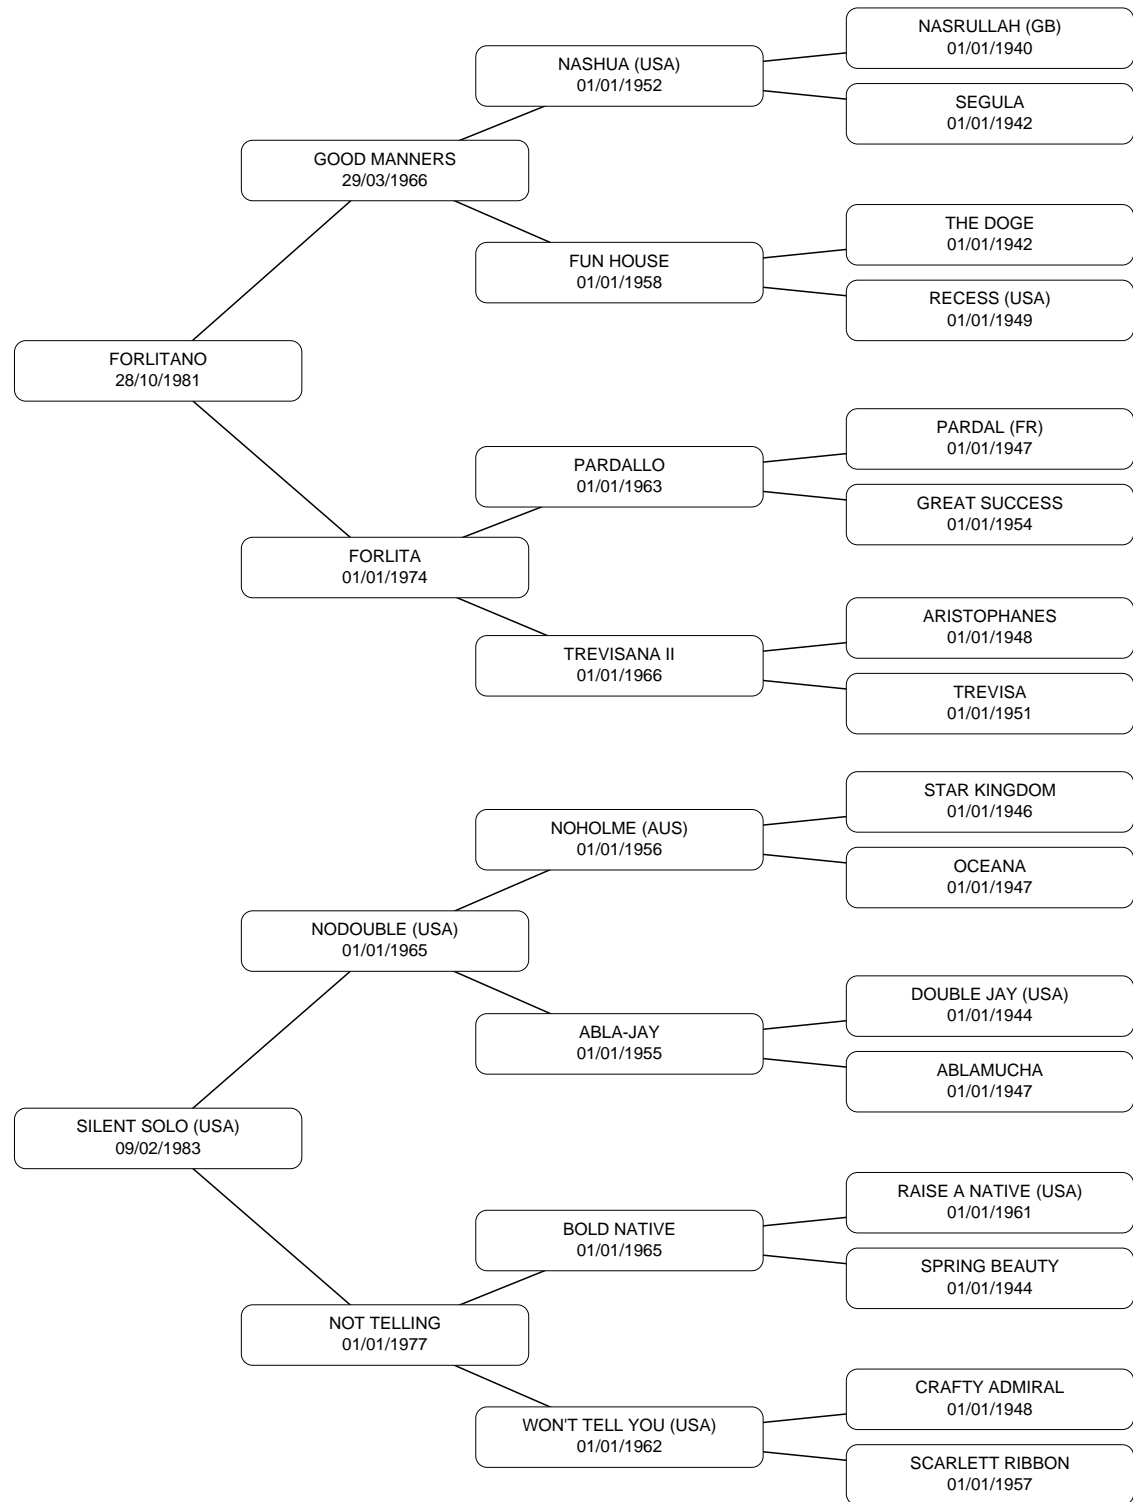 NASRULLAH (GB)
01/01/1940
NASHUA (USA)
01/01/1952
SEGULA
01/01/1942
GOOD MANNERS
29/03/1966
THE DOGE
01/01/1942
FUN HOUSE
01/01/1958
RECESS (USA)
01/01/1949
FORLITANO
28/10/1981
PARDAL (FR)
01/01/1947
PARDALLO
01/01/1963
GREAT SUCCESS
01/01/1954
FORLITA
01/01/1974
ARISTOPHANES
01/01/1948
TREVISANA II
01/01/1966
TREVISA
01/01/1951
STAR KINGDOM
01/01/1946
NOHOLME (AUS)
01/01/1956
OCEANA
01/01/1947
NODOUBLE (USA)
01/01/1965
DOUBLE JAY (USA)
01/01/1944
ABLA-JAY
01/01/1955
ABLAMUCHA
01/01/1947
SILENT SOLO (USA)
09/02/1983
RAISE A NATIVE (USA)
01/01/1961
BOLD NATIVE
01/01/1965
SPRING BEAUTY
01/01/1944
NOT TELLING
01/01/1977
CRAFTY ADMIRAL
01/01/1948
WON'T TELL YOU (USA)
01/01/1962
SCARLETT RIBBON
01/01/1957